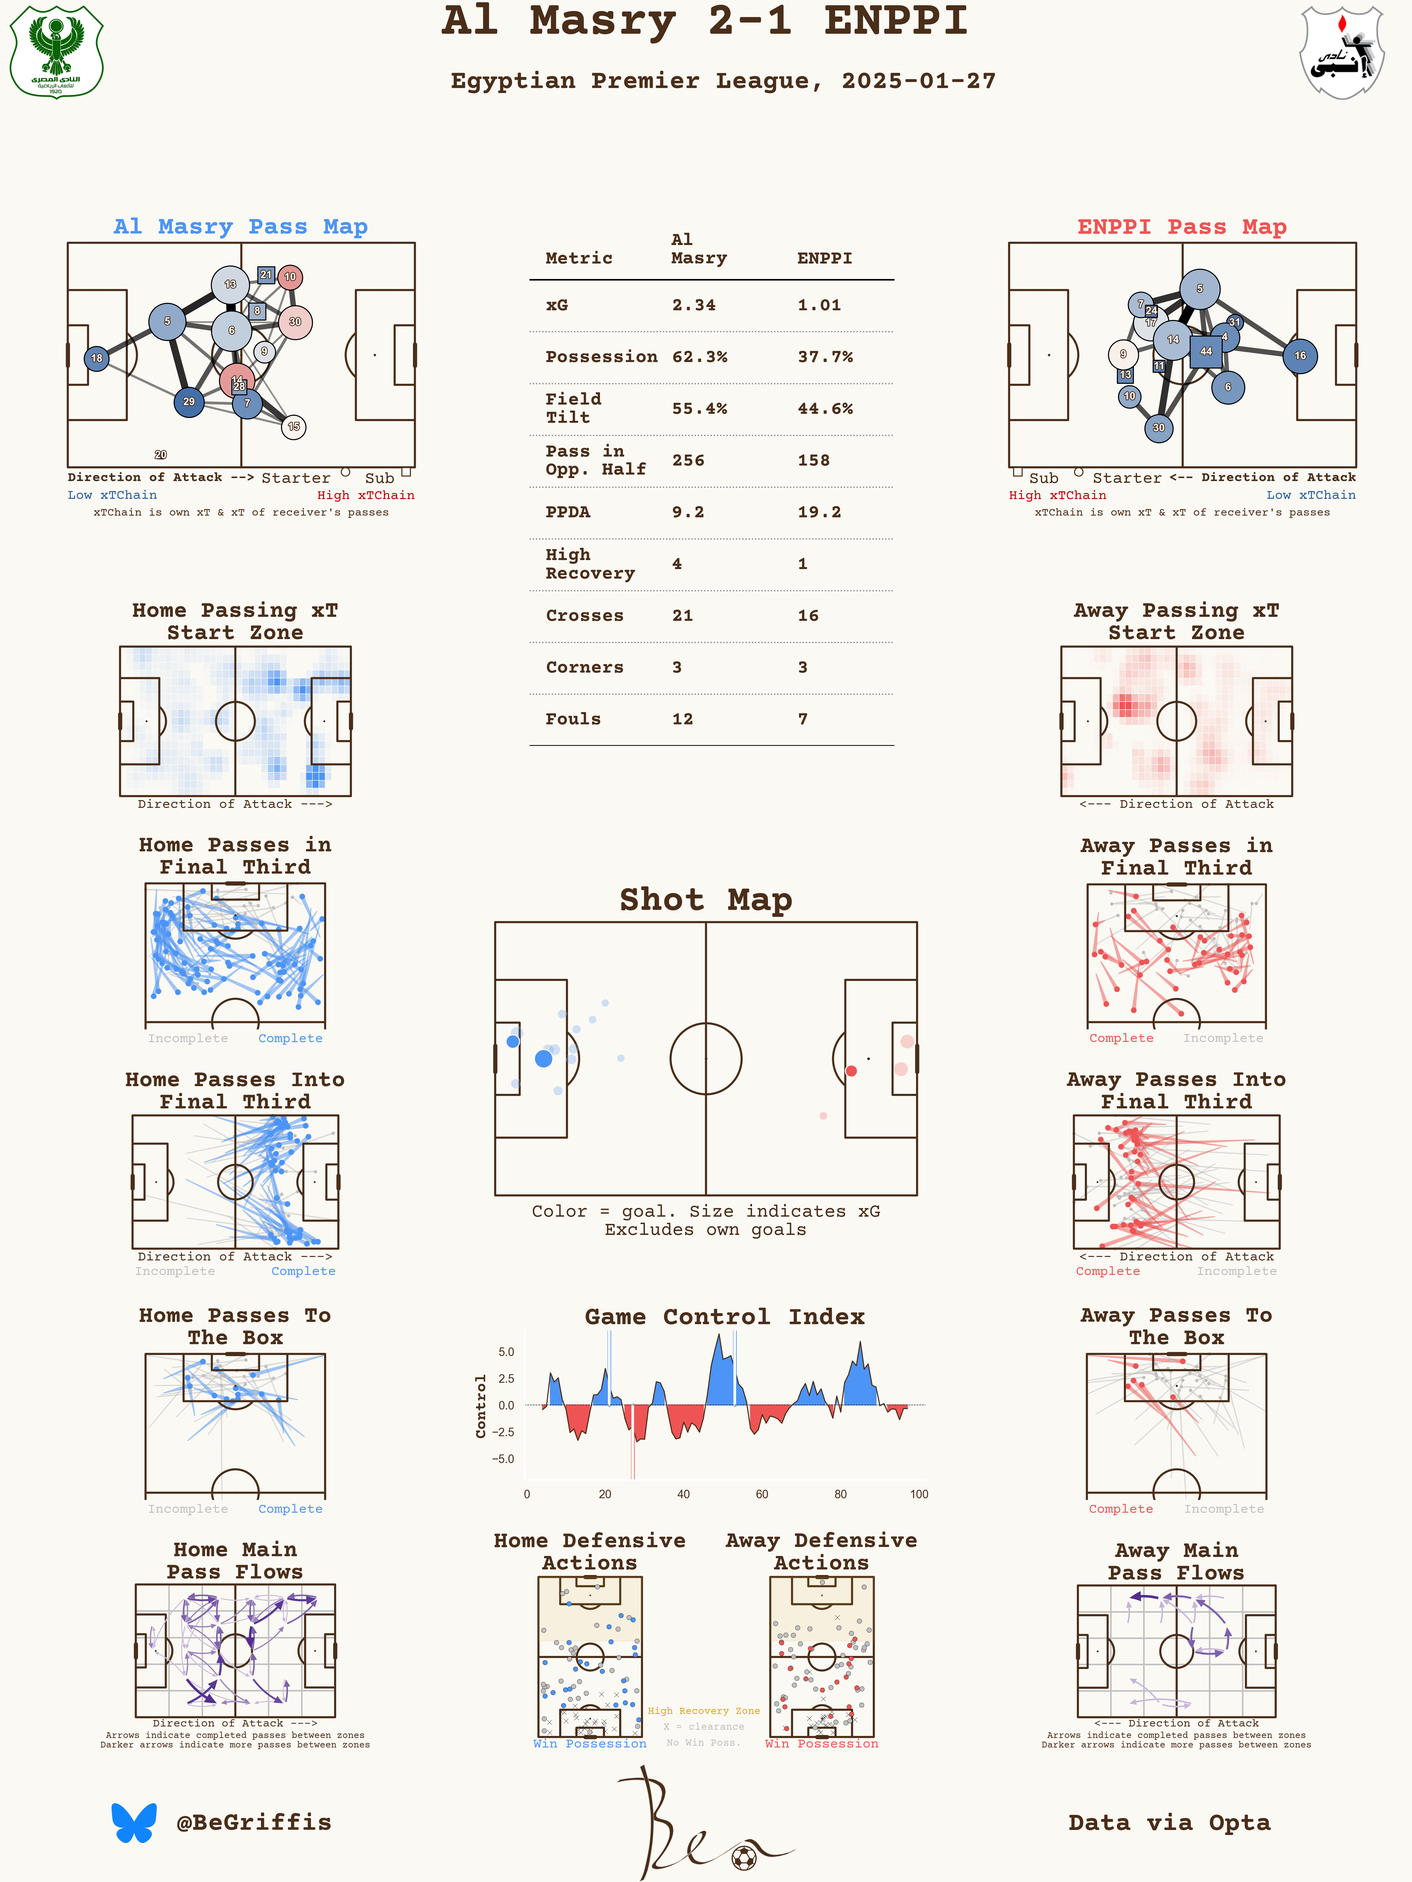 Al Masry 2-1 ENPPI
Egyptian Premier League, 2025-01-27
النادي المصري
للألعاب الرياضية
1920
نادى
إنبى
Al Masry Pass Map
13
21
10
5
8
30
6
9
18
14
28
29
7
15
20
Direction of Attack --> Starter Sub
Low xTChain High xTChain
xTChain is own xT & xT of receiver's passes
Metric Al Masry ENPPI
xG 2.34 1.01
Possession 62.3% 37.7%
Field Tilt 55.4% 44.6%
Pass in Opp. Half 256 158
PPDA 9.2 19.2
High Recovery 4 1
Crosses 21 16
Corners 3 3
Fouls 12 7
ENPPI Pass Map
5
7
24
17
31
14
4
44
9
16
11
13
6
10
30
Sub Starter <-- Direction of Attack
High xTChain Low xTChain
xTChain is own xT & xT of receiver's passes
Home Passing xT
Start Zone
Direction of Attack --->
Away Passing xT
Start Zone
<--- Direction of Attack
Home Passes in
Final Third
Incomplete Complete
Away Passes in
Final Third
Complete Incomplete
Shot Map
Color = goal. Size indicates xG
Excludes own goals
Home Passes Into
Final Third
Direction of Attack --->
Incomplete Complete
Away Passes Into
Final Third
<--- Direction of Attack
Complete Incomplete
Home Passes To
The Box
Incomplete Complete
Game Control Index
Control
5.0
2.5
0.0
−2.5
−5.0
0 20 40 60 80 100
Away Passes To
The Box
Complete Incomplete
Home Main
Pass Flows
Direction of Attack --->
Arrows indicate completed passes between zones
Darker arrows indicate more passes between zones
Home Defensive
Actions
Win Possession
Away Defensive
Actions
Win Possession
High Recovery Zone
X = clearance
No Win Poss.
Away Main
Pass Flows
<--- Direction of Attack
Arrows indicate completed passes between zones
Darker arrows indicate more passes between zones
@BeGriffis
Ben
Data via Opta